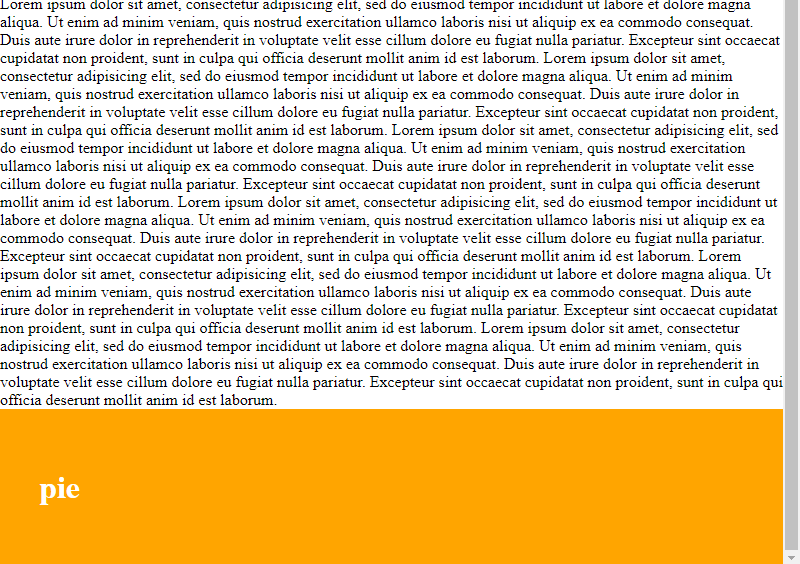 Lorem ipsum dolor sit amet, consectetur adipisicing elit, sed do eiusmod tempor incididunt ut labore et dolore magna
aliqua. Ut enim ad minim veniam, quis nostrud exercitation ullamco laboris nisi ut aliquip ex ea commodo consequat.
Duis aute irure dolor in reprehenderit in voluptate velit esse cillum dolore eu fugiat nulla pariatur. Excepteur sint occaecat
cupidatat non proident, sunt in culpa qui officia deserunt mollit anim id est laborum. Lorem ipsum dolor sit amet,
consectetur adipisicing elit, sed do eiusmod tempor incididunt ut labore et dolore magna aliqua. Ut enim ad minim
veniam, quis nostrud exercitation ullamco laboris nisi ut aliquip ex ea commodo consequat. Duis aute irure dolor in
reprehenderit in voluptate velit esse cillum dolore eu fugiat nulla pariatur. Excepteur sint occaecat cupidatat non proident,
sunt in culpa qui officia deserunt mollit anim id est laborum. Lorem ipsum dolor sit amet, consectetur adipisicing elit, sed
do eiusmod tempor incididunt ut labore et dolore magna aliqua. Ut enim ad minim veniam, quis nostrud exercitation
ullamco laboris nisi ut aliquip ex ea commodo consequat. Duis aute irure dolor in reprehenderit in voluptate velit esse
cillum dolore eu fugiat nulla pariatur. Excepteur sint occaecat cupidatat non proident, sunt in culpa qui officia deserunt
mollit anim id est laborum. Lorem ipsum dolor sit amet, consectetur adipisicing elit, sed do eiusmod tempor incididunt ut
labore et dolore magna aliqua. Ut enim ad minim veniam, quis nostrud exercitation ullamco laboris nisi ut aliquip ex ea
commodo consequat. Duis aute irure dolor in reprehenderit in voluptate velit esse cillum dolore eu fugiat nulla pariatur.
Excepteur sint occaecat cupidatat non proident, sunt in culpa qui officia deserunt mollit anim id est laborum. Lorem
ipsum dolor sit amet, consectetur adipisicing elit, sed do eiusmod tempor incididunt ut labore et dolore magna aliqua. Ut
enim ad minim veniam, quis nostrud exercitation ullamco laboris nisi ut aliquip ex ea commodo consequat. Duis aute
irure dolor in reprehenderit in voluptate velit esse cillum dolore eu fugiat nulla pariatur. Excepteur sint occaecat cupidatat
non proident, sunt in culpa qui officia deserunt mollit anim id est laborum. Lorem ipsum dolor sit amet, consectetur
adipisicing elit, sed do eiusmod tempor incididunt ut labore et dolore magna aliqua. Ut enim ad minim veniam, quis
nostrud exercitation ullamco laboris nisi ut aliquip ex ea commodo consequat. Duis aute irure dolor in reprehenderit in
voluptate velit esse cillum dolore eu fugiat nulla pariatur. Excepteur sint occaecat cupidatat non proident, sunt in culpa qui
officia deserunt mollit anim id est laborum.
pie